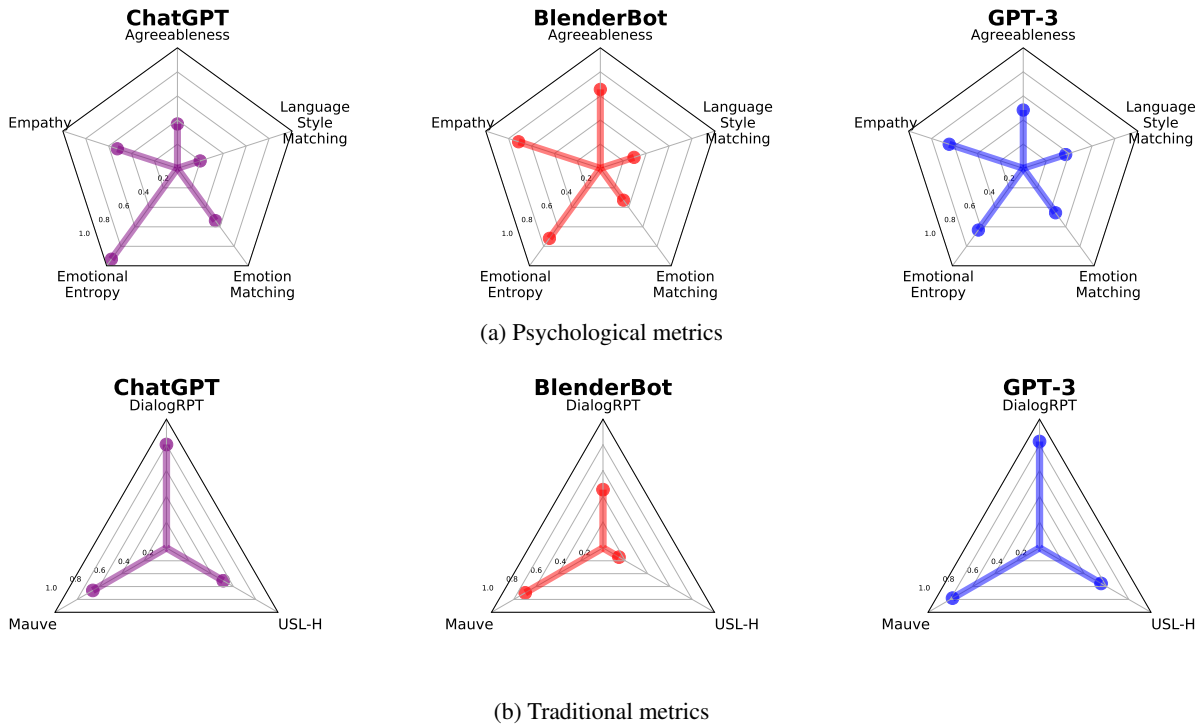 ChatGPT
Agreeableness
Language
Style
Matching
Empathy
0.2
0.4
0.6
0.8
1.0
Emotional
Entropy
Emotion
Matching
BlenderBot
Agreeableness
Language
Style
Matching
Empathy
0.2
0.4
0.6
0.8
1.0
Emotional
Entropy
Emotion
Matching
GPT-3
Agreeableness
Language
Style
Matching
Empathy
0.2
0.4
0.6
0.8
1.0
Emotional
Entropy
Emotion
Matching
(a) Psychological metrics
ChatGPT
DialogRPT
0.2
0.4
0.6
0.8
1.0
Mauve
USL-H
BlenderBot
DialogRPT
0.2
0.4
0.6
0.8
1.0
Mauve
USL-H
GPT-3
DialogRPT
0.2
0.4
0.6
0.8
1.0
Mauve
USL-H
(b) Traditional metrics